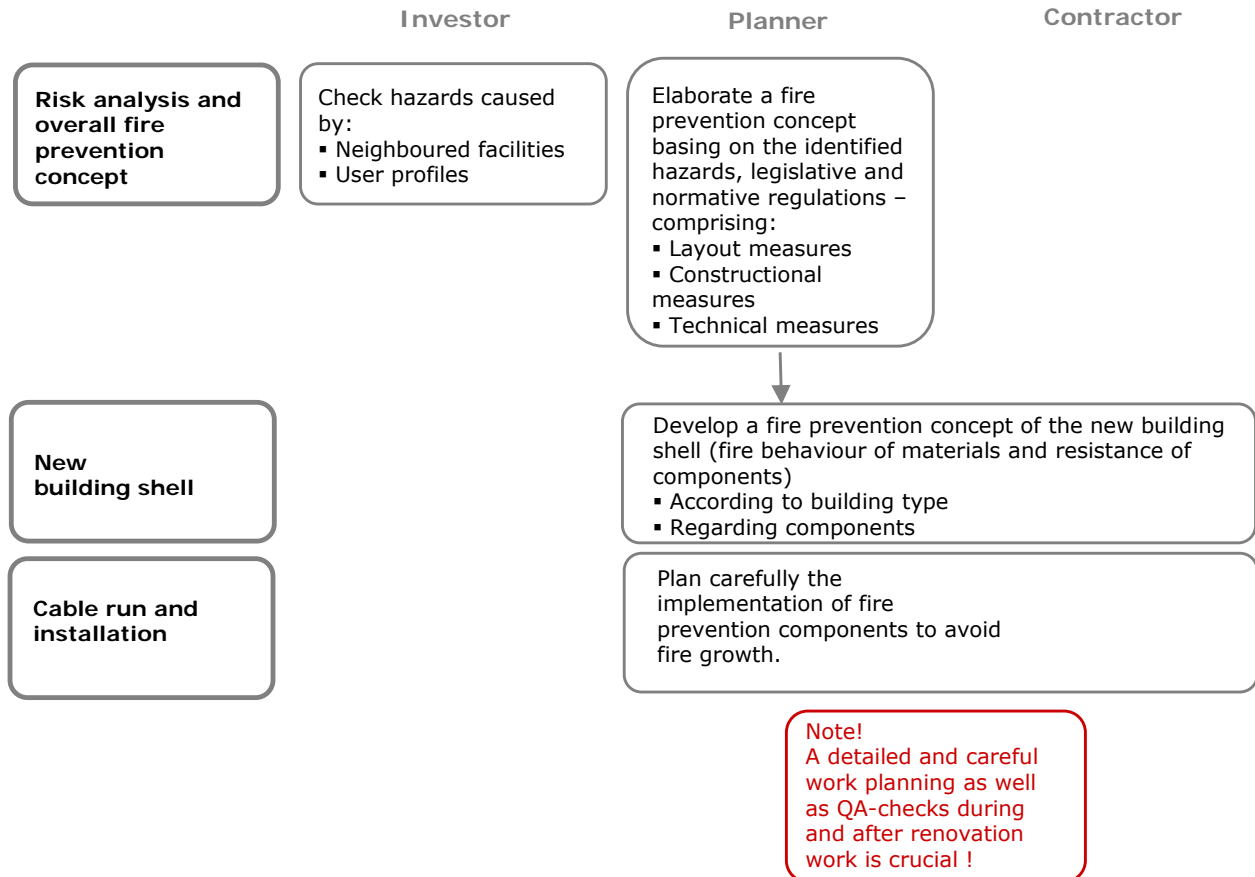 Investor
Planner
Contractor
Risk analysis and
overall fire
prevention
concept
Check hazards caused
by:
▪ Neighboured facilities
▪ User profiles
Elaborate a fire
prevention concept
basing on the identified
hazards, legislative and
normative regulations –
comprising:
▪ Layout measures
▪ Constructional
measures
▪ Technical measures
New
building shell
Develop a fire prevention concept of the new building
shell (fire behaviour of materials and resistance of
components)
▪ According to building type
▪ Regarding components
Cable run and
installation
Plan carefully the
implementation of fire
prevention components to avoid
fire growth.
Note!
A detailed and careful
work planning as well
as QA-checks during
and after renovation
work is crucial !